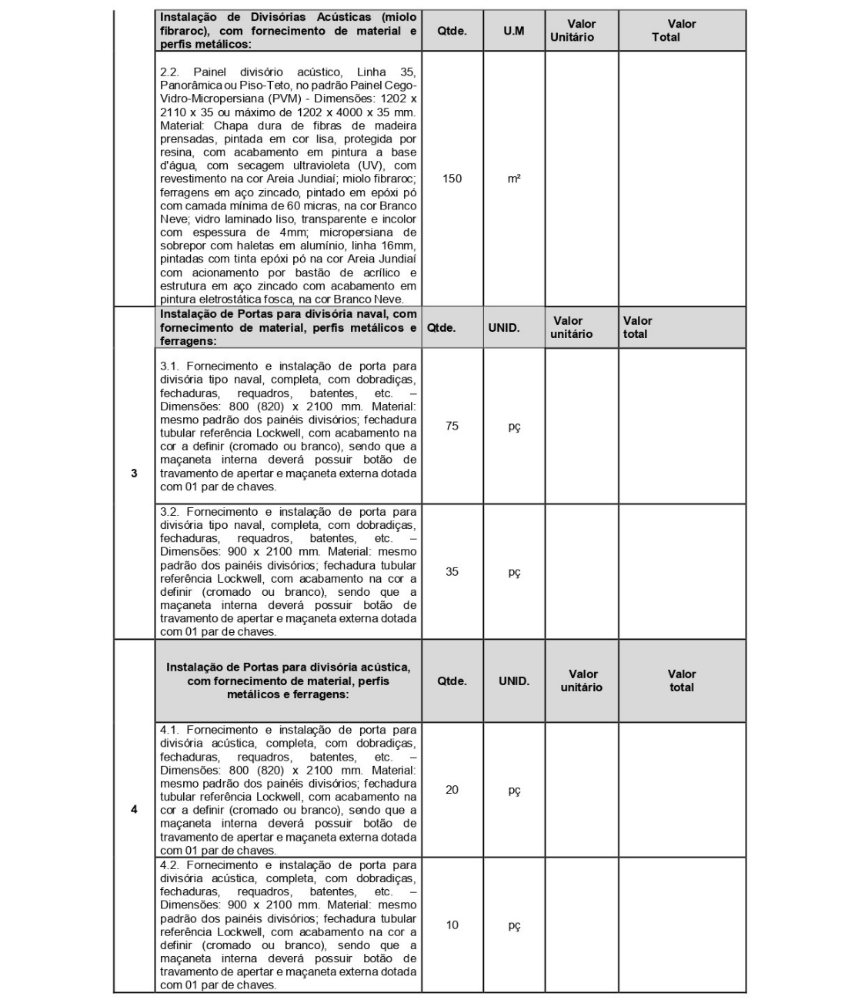 Instalação de Divisórias Acústicas (miolo
fibraroc), com fornecimento de material e
perfis metálicos:
Qtde.
U.M
Valor
Unitário
Valor
Total
2.2. Painel divisório acústico, Linha 35,
Panorâmica ou Piso-Teto, no padrão Painel Cego-
Vidro-Micropersiana (PVM) - Dimensões: 1202 x
2110 x 35 ou máximo de 1202 x 4000 x 35 mm.
Material: Chapa dura de fibras de madeira
prensadas, pintada em cor lisa, protegida por
resina, com acabamento em pintura a base
d'água, com secagem ultravioleta (UV), com
revestimento na cor Areia Jundiaí; miolo fibraroc;
ferragens em aço zincado, pintado em epóxi pó
com camada mínima de 60 micras, na cor Branco
Neve; vidro laminado liso, transparente e incolor
com espessura de 4mm; micropersiana de
sobrepor com haletas em alumínio, linha 16mm,
pintadas com tinta epóxi pó na cor Areia Jundiaí
com acionamento por bastão de acrílico e
estrutura em aço zincado com acabamento em
pintura eletrostática fosca, na cor Branco Neve.
150
m²
3
Instalação de Portas para divisória naval, com
fornecimento de material, perfis metálicos e
ferragens:
Qtde.
UNID.
Valor
unitário
Valor
total
3.1. Fornecimento e instalação de porta para
divisória tipo naval, completa, com dobradiças,
fechaduras, requadros, batentes, etc. –
Dimensões: 800 (820) x 2100 mm. Material:
mesmo padrão dos painéis divisórios; fechadura
tubular referência Lockwell, com acabamento na
cor a definir (cromado ou branco), sendo que a
maçaneta interna deverá possuir botão de
travamento de apertar e maçaneta externa dotada
com 01 par de chaves.
75
pç
3.2. Fornecimento e instalação de porta para
divisória tipo naval, completa, com dobradiças,
fechaduras, requadros, batentes, etc. –
Dimensões: 900 x 2100 mm. Material: mesmo
padrão dos painéis divisórios; fechadura tubular
referência Lockwell, com acabamento na cor a
definir (cromado ou branco), sendo que a
maçaneta interna deverá possuir botão de
travamento de apertar e maçaneta externa dotada
com 01 par de chaves.
35
pç
4
Instalação de Portas para divisória acústica,
com fornecimento de material, perfis
metálicos e ferragens:
Qtde.
UNID.
Valor
unitário
Valor
total
4.1. Fornecimento e instalação de porta para
divisória acústica, completa, com dobradiças,
fechaduras, requadros, batentes, etc. –
Dimensões: 800 (820) x 2100 mm. Material:
mesmo padrão dos painéis divisórios; fechadura
tubular referência Lockwell, com acabamento na
cor a definir (cromado ou branco), sendo que a
maçaneta interna deverá possuir botão de
travamento de apertar e maçaneta externa dotada
com 01 par de chaves.
20
pç
4.2. Fornecimento e instalação de porta para
divisória acústica, completa, com dobradiças,
fechaduras, requadros, batentes, etc. –
Dimensões: 900 x 2100 mm. Material: mesmo
padrão dos painéis divisórios; fechadura tubular
referência Lockwell, com acabamento na cor a
definir (cromado ou branco), sendo que a
maçaneta interna deverá possuir botão de
travamento de apertar e maçaneta externa dotada
com 01 par de chaves.
10
pç